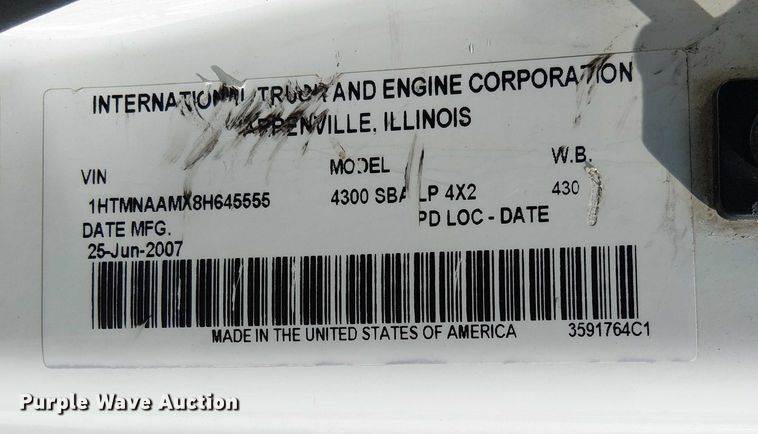 INTERNATIONAL TRUCK AND ENGINE CORPORATION
WARRENVILLE, ILLINOIS
VIN MODEL W.B.
1HTMNAAMX8H645555 4300 SBA LP 4X2 430
DATE MFG. PD LOC - DATE
25-Jun-2007
MADE IN THE UNITED STATES OF AMERICA 3591764C1
Purple Wave Auction